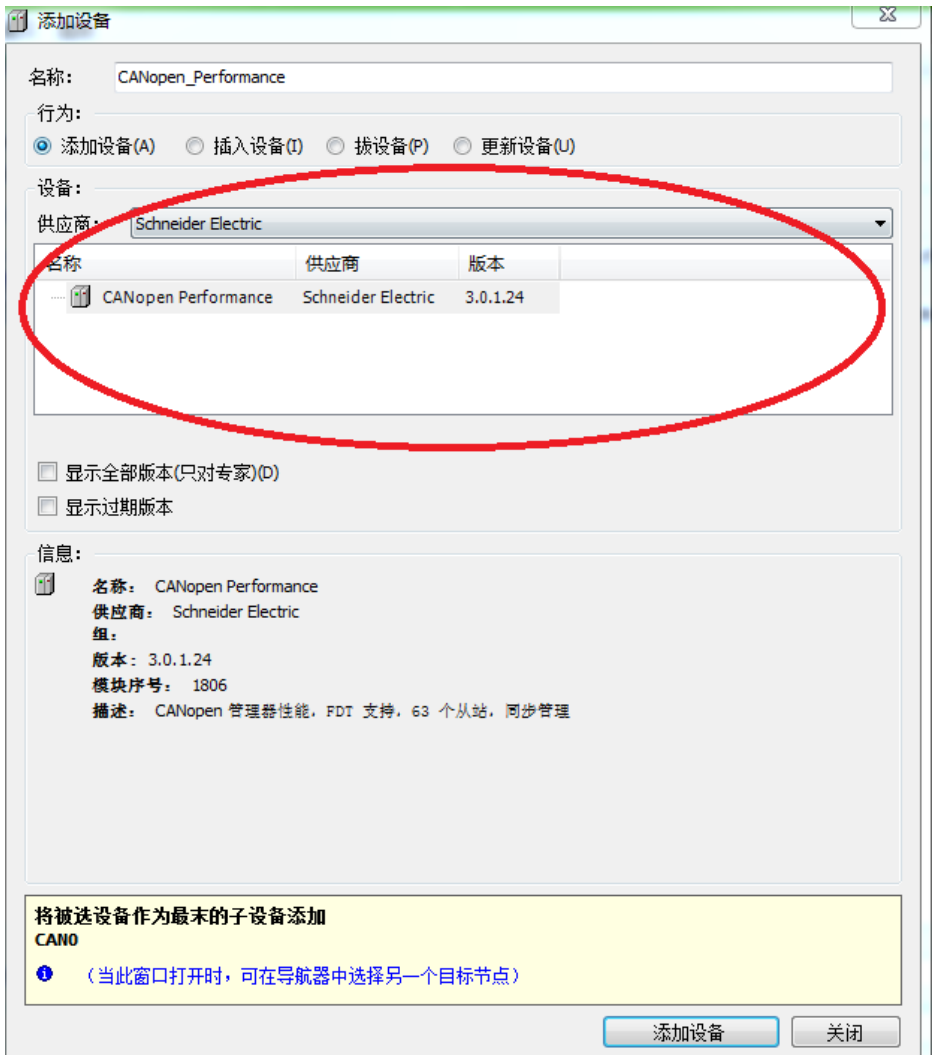 添加设备
名称: CANopen_Performance
行为:
添加设备(A) 插入设备(I) 拔设备(P) 更新设备(U)
设备:
供应商: Schneider Electric
名称 供应商 版本
CANopen Performance Schneider Electric 3.0.1.24
显示全部版本(只对专家)(D)
显示过期版本
信息:
名称: CANopen Performance
供应商: Schneider Electric
组:
版本: 3.0.1.24
模块序号: 1806
描述: CANopen 管理器性能, FDT 支持, 63 个从站, 同步管理
将被选设备作为最末的子设备添加
CAN0
(当此窗口打开时，可在导航器中选择另一个目标节点)
添加设备 关闭